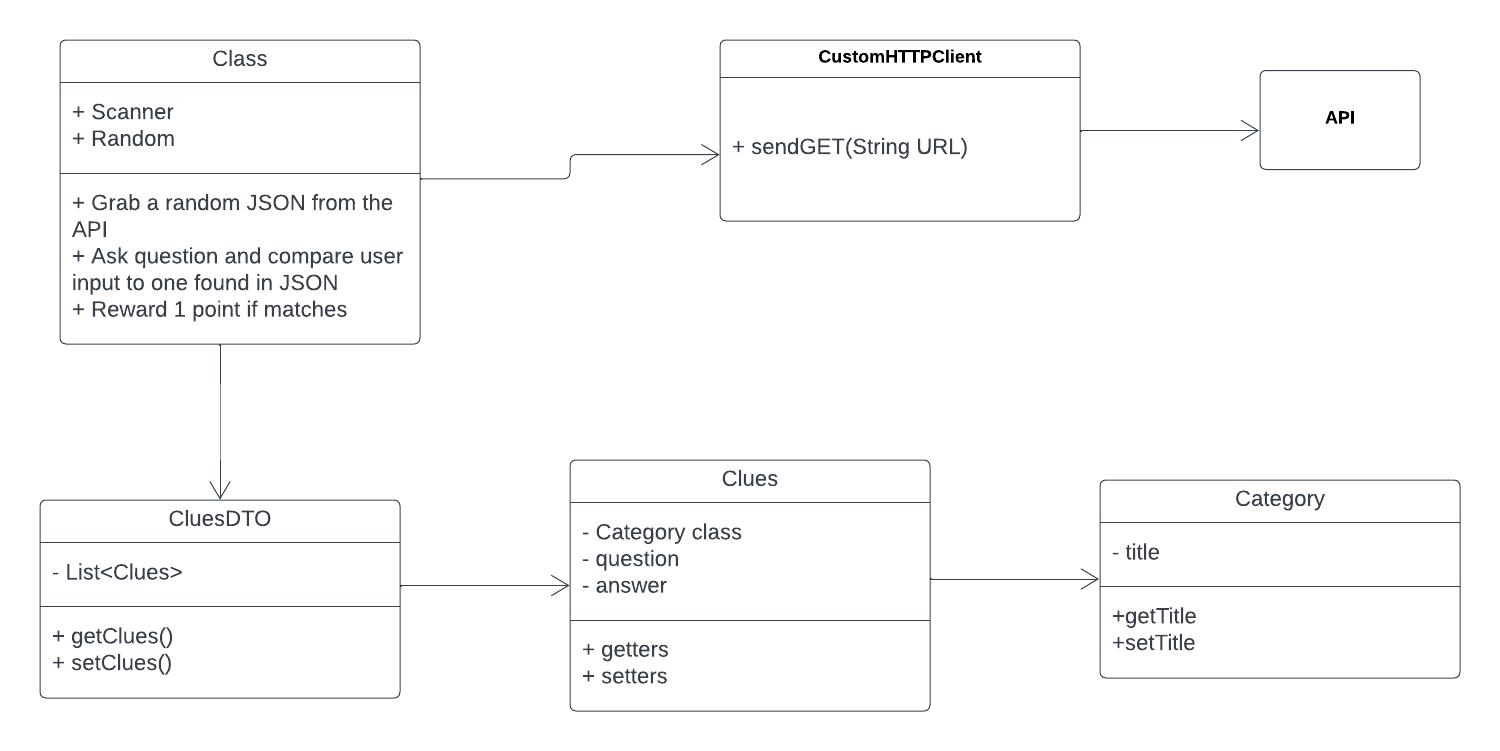 Class
+ Scanner
+ Random
+ Grab a random JSON from the
API
+ Ask question and compare user
input to one found in JSON
+ Reward 1 point if matches
CustomHTTPClient
+ sendGET(String URL)
API
CluesDTO
- List<Clues>
+ getClues()
+ setClues()
Clues
- Category class
- question
- answer
+ getters
+ setters
Category
- title
+getTitle
+setTitle